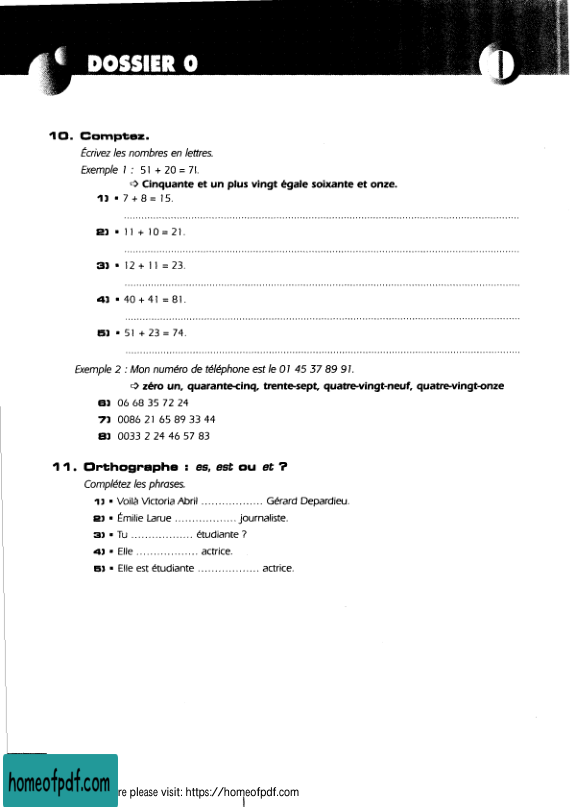 DOSSIER 0
10. Comptez.
Écrivez les nombres en lettres.
Exemple 1 : 51 + 20 = 71.
⇨ Cinquante et un plus vingt égale soixante et onze.
1) ▪ 7 + 8 = 15.
2) ▪ 11 + 10 = 21.
3) ▪ 12 + 11 = 23.
4) ▪ 40 + 41 = 81.
5) ▪ 51 + 23 = 74.
Exemple 2 : Mon numéro de téléphone est le 01 45 37 89 91.
⇨ zéro un, quarante-cinq, trente-sept, quatre-vingt-neuf, quatre-vingt-onze
6) 06 68 35 72 24
7) 0086 21 65 89 33 44
8) 0033 2 24 46 57 83
11. Orthographe : es, est ou et ?
Complétez les phrases.
1) ▪ Voilà Victoria Abril .................. Gérard Depardieu.
2) ▪ Émilie Larue .................. journaliste.
3) ▪ Tu .................. étudiante ?
4) ▪ Elle .................. actrice.
5) ▪ Elle est étudiante .................. actrice.
homeofpdf.com
re please visit: https://homeofpdf.com